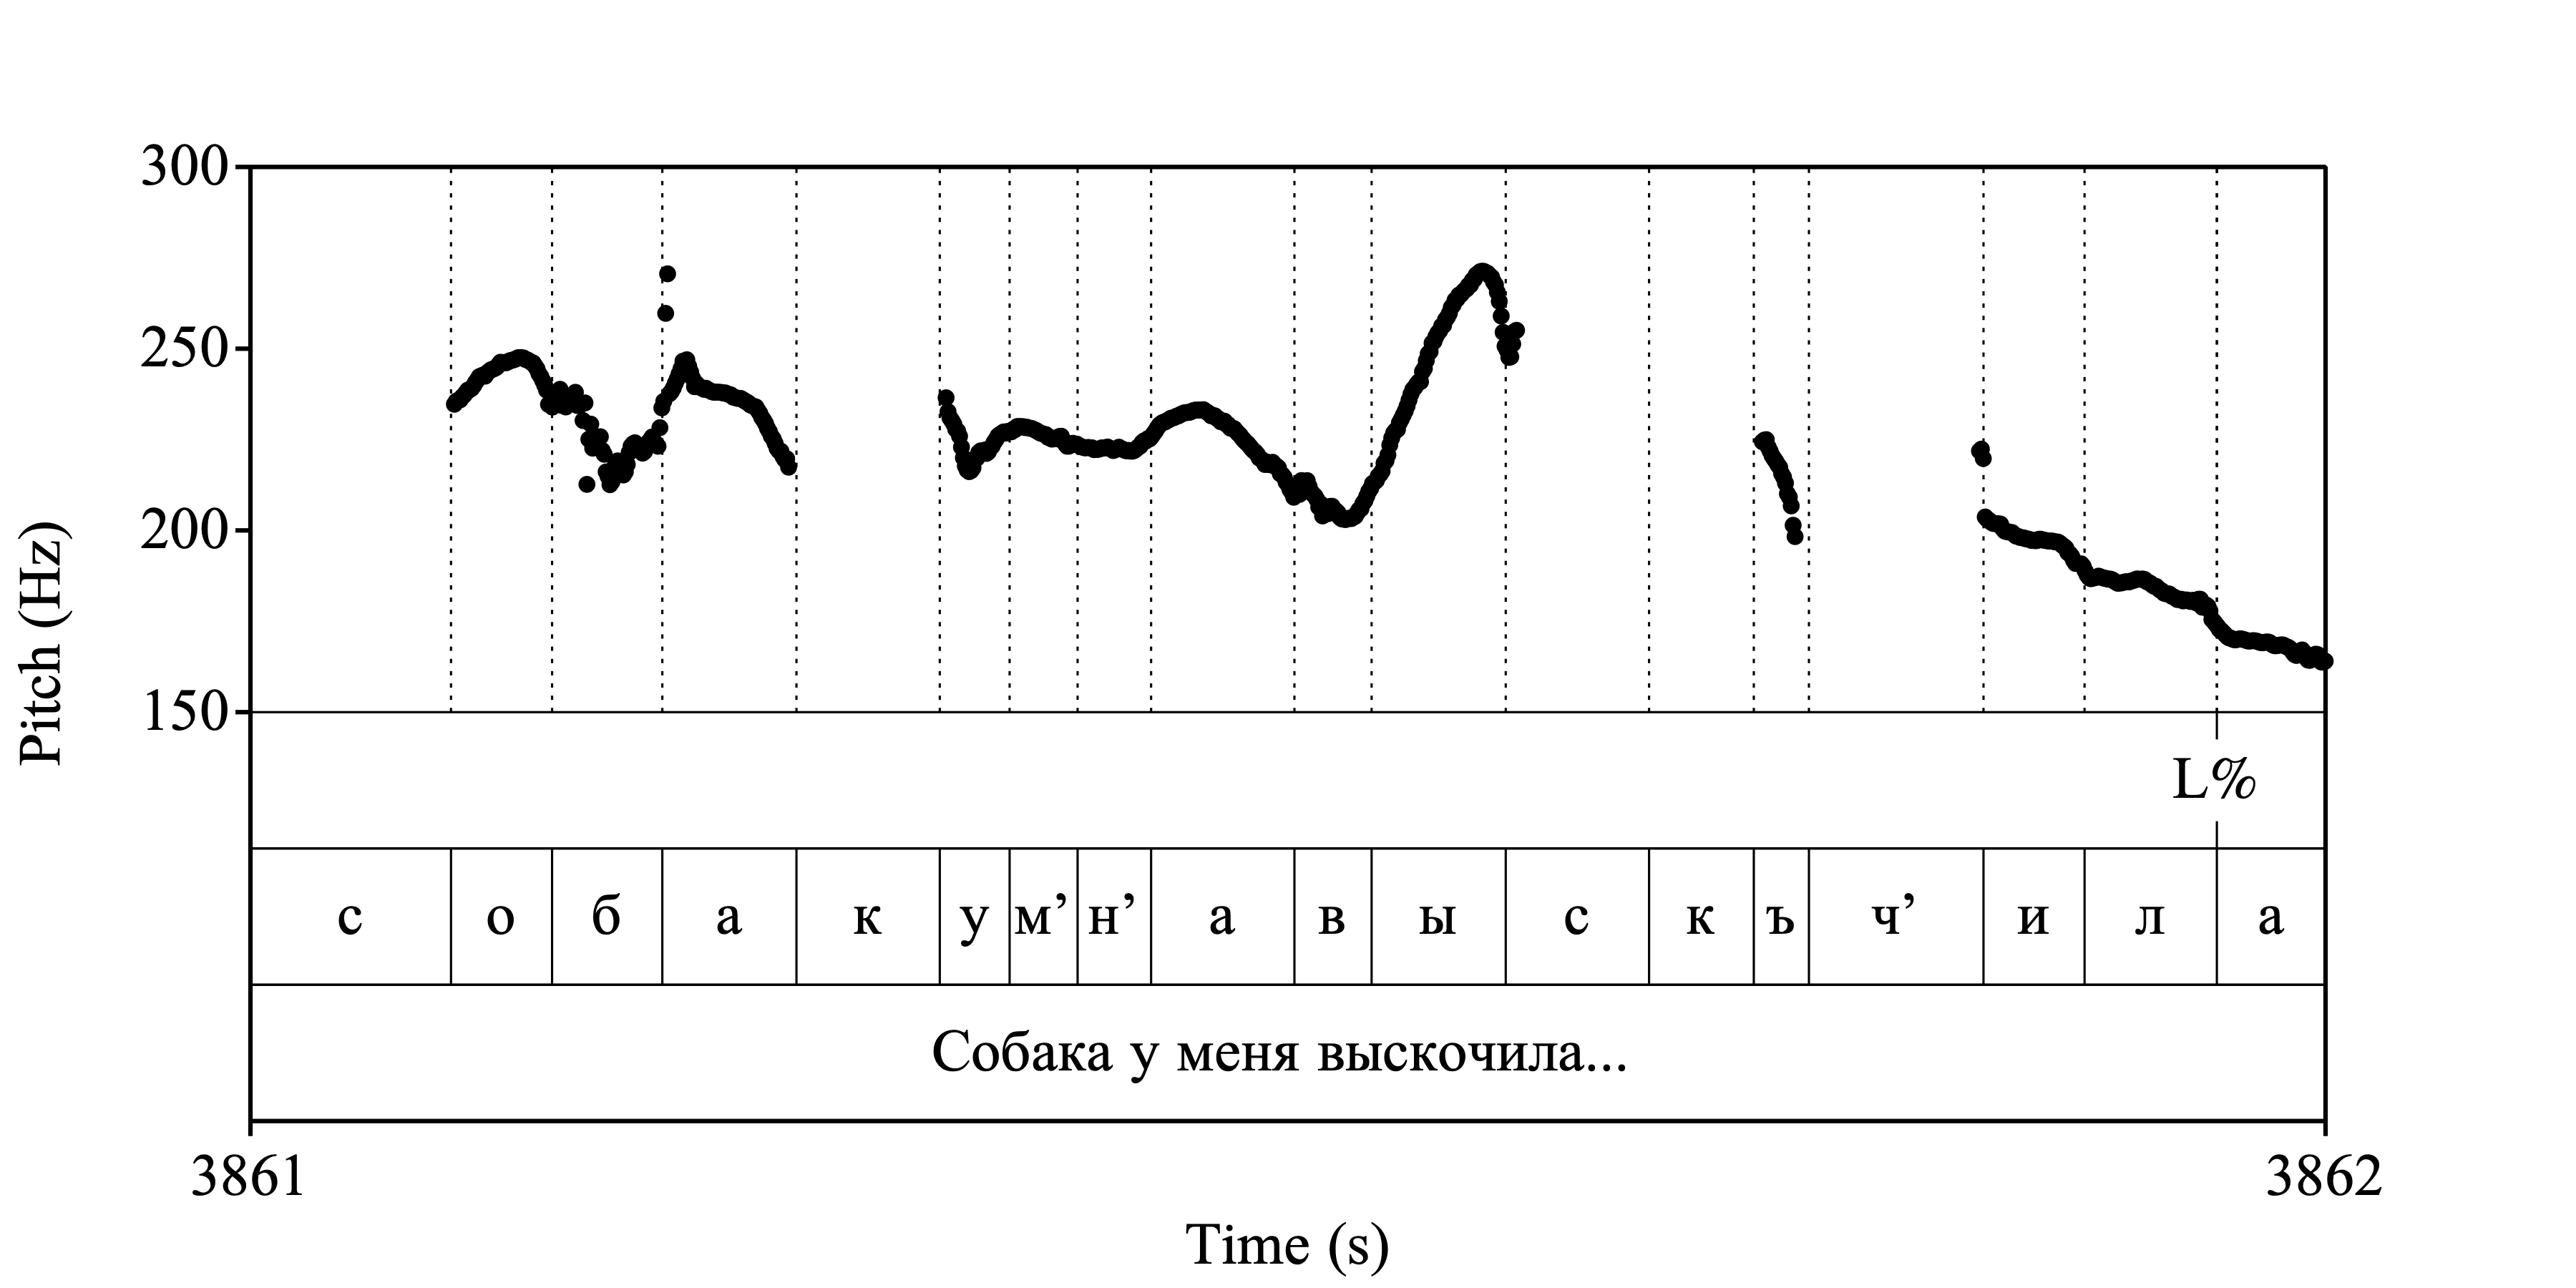 300
250
200
150
Pitch (Hz)
L%
с о б а к у м’ н’ а в ы с к ъ ч’ и л а
Собака у меня выскочила...
3861 3862
Time (s)